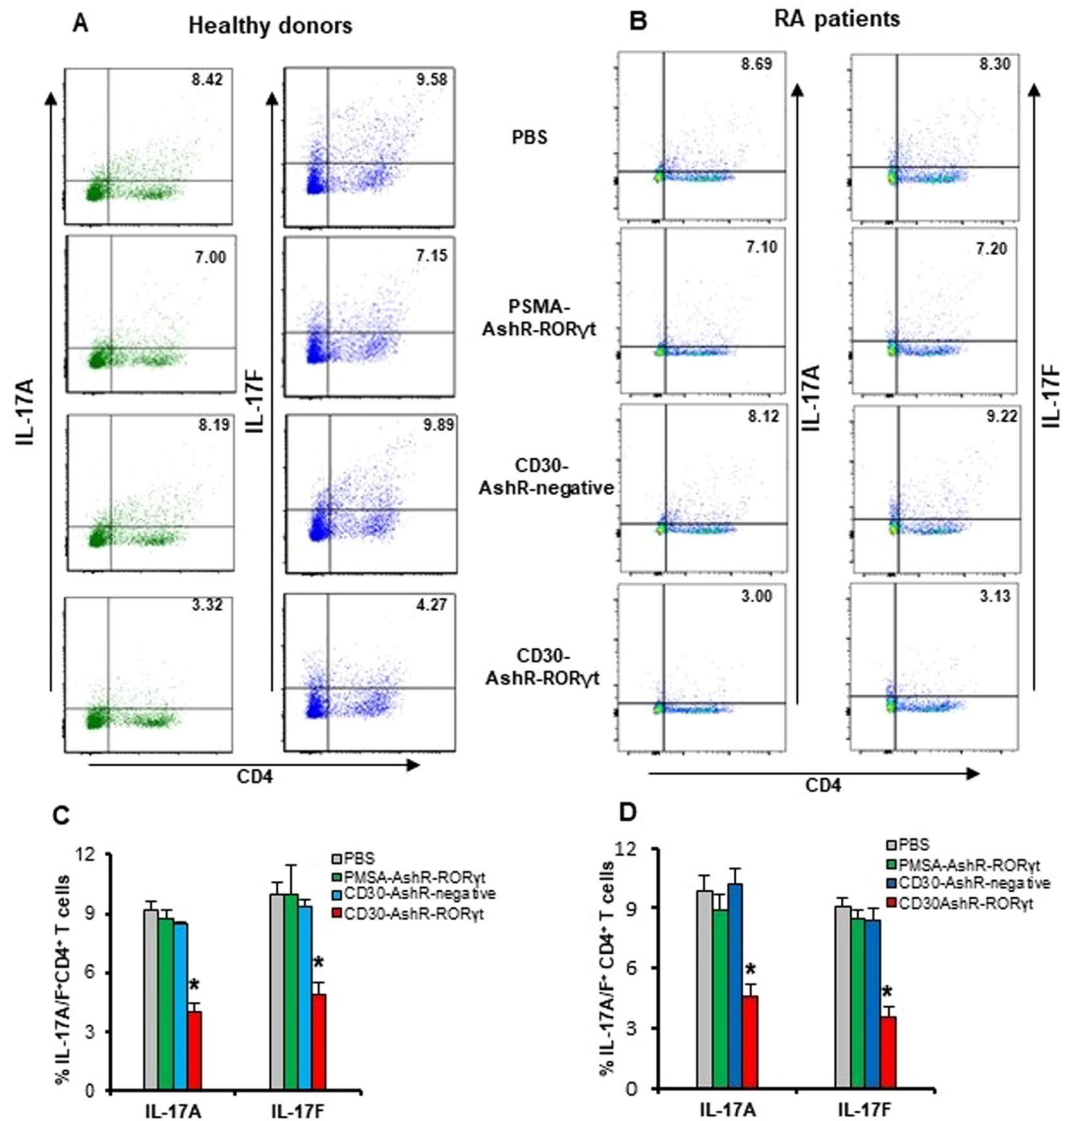 A
Healthy donors
B
RA patients
8.42
9.58
PBS
8.69
8.30
7.00
7.15
PSMA-
AshR-RORγt
7.10
7.20
IL-17A
IL-17F
IL-17A
IL-17F
8.19
9.89
CD30-
AshR-negative
8.12
9.22
3.32
4.27
CD30-
AshR-RORγt
3.00
3.13
CD4
CD4
C
% IL-17A/F⁺CD4⁺ T cells
12
9
6
3
0
PBS
PMSA-AshR-RORγt
CD30-AshR-negative
CD30-AshR-RORγt
*
*
IL-17A
IL-17F
D
% IL-17A/F⁺ CD4⁺ T cells
12
9
6
3
0
PBS
PMSA-AshR-RORγt
CD30-AshR-negative
CD30AshR-RORγt
*
*
IL-17A
IL-17F